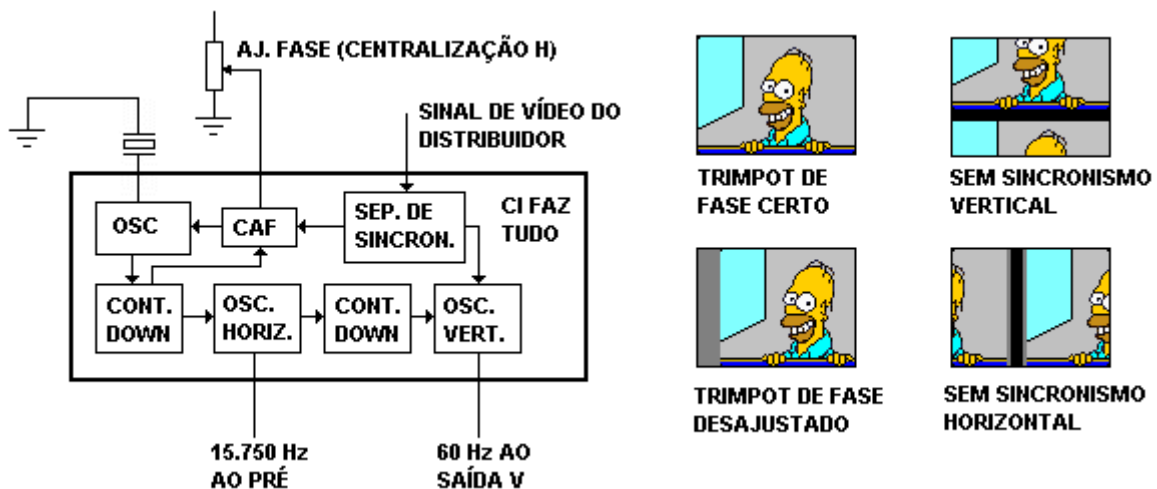 AJ. FASE (CENTRALIZAÇÃO H)
SINAL DE VÍDEO DO
DISTRIBUIDOR
CI FAZ
TUDO
OSC
CAF
SEP. DE
SINCRON.
CONT.
DOWN
OSC.
HORIZ.
CONT.
DOWN
OSC.
VERT.
15.750 Hz
AO PRÉ
60 Hz AO
SAÍDA V
TRIMPOT DE
FASE CERTO
SEM SINCRONISMO
VERTICAL
TRIMPOT DE FASE
DESAJUSTADO
SEM SINCRONISMO
HORIZONTAL